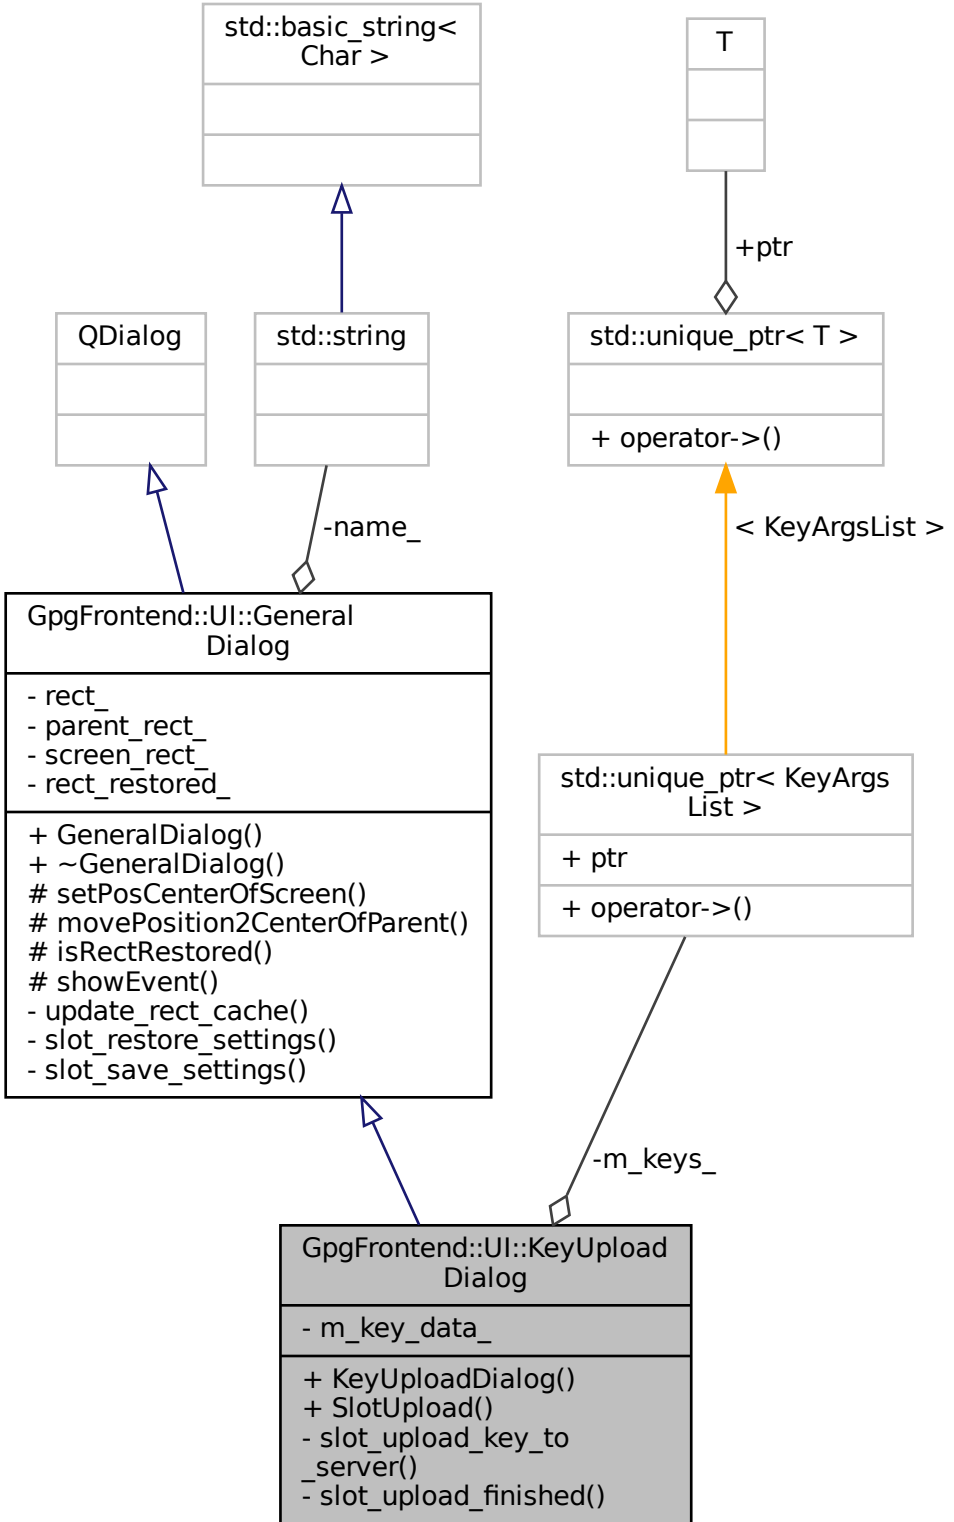 std::basic_string<
Char >
T
+ptr
QDialog
std::string
std::unique_ptr< T >
+ operator->()
-name_
< KeyArgsList >
GpgFrontend::UI::General
Dialog
- rect_
- parent_rect_
- screen_rect_
- rect_restored_
+ GeneralDialog()
+ ~GeneralDialog()
# setPosCenterOfScreen()
# movePosition2CenterOfParent()
# isRectRestored()
# showEvent()
- update_rect_cache()
- slot_restore_settings()
- slot_save_settings()
std::unique_ptr< KeyArgs
List >
+ ptr
+ operator->()
-m_keys_
GpgFrontend::UI::KeyUpload
Dialog
- m_key_data_
+ KeyUploadDialog()
+ SlotUpload()
- slot_upload_key_to
_server()
- slot_upload_finished()